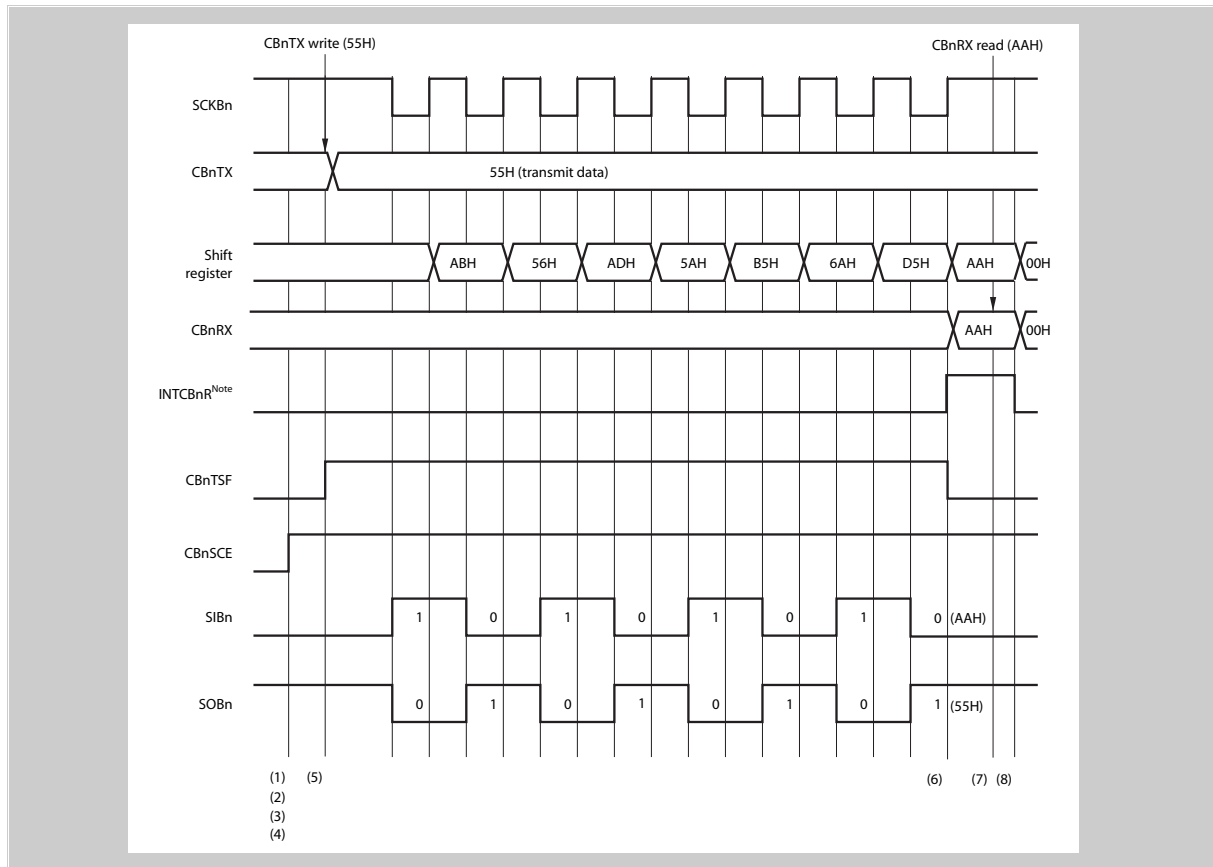 CBnTX write (55H)
CBnRX read (AAH)
SCKBn
CBnTX
55H (transmit data)
Shift
register
ABH 56H ADH 5AH B5H 6AH D5H AAH 00H
CBnRX
AAH 00H
INTCBnRNote
CBnTSF
CBnSCE
SIBn
1 0 1 0 1 0 1 0 (AAH)
SOBn
0 1 0 1 0 1 0 1 (55H)
(1) (5) (6) (7) (8)
(2)
(3)
(4)